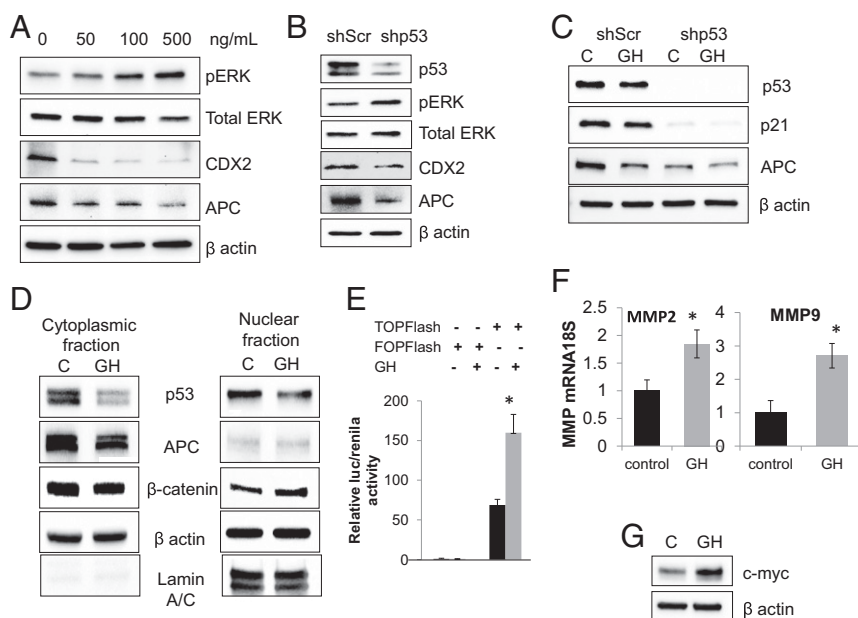 A
0 50 100 500 ng/mL
pERK
Total ERK
CDX2
APC
β actin
B
shScr shp53
p53
pERK
Total ERK
CDX2
APC
β actin
C
shScr shp53
C GH C GH
p53
p21
APC
β actin
D
Cytoplasmic
fraction
C GH
Nuclear
fraction
C GH
p53
APC
β-catenin
β actin
Lamin
A/C
E
TOPFlash - - + +
FOPFlash + + - -
GH - + - +
Relative luc/renila
activity
200
150
100
50
0
*
F
MMP mRNA18S
2.5
2
1.5
1
0.5
0
MMP2
*
control GH
4
3
2
1
0
MMP9
*
control GH
G
C GH
c-myc
β actin